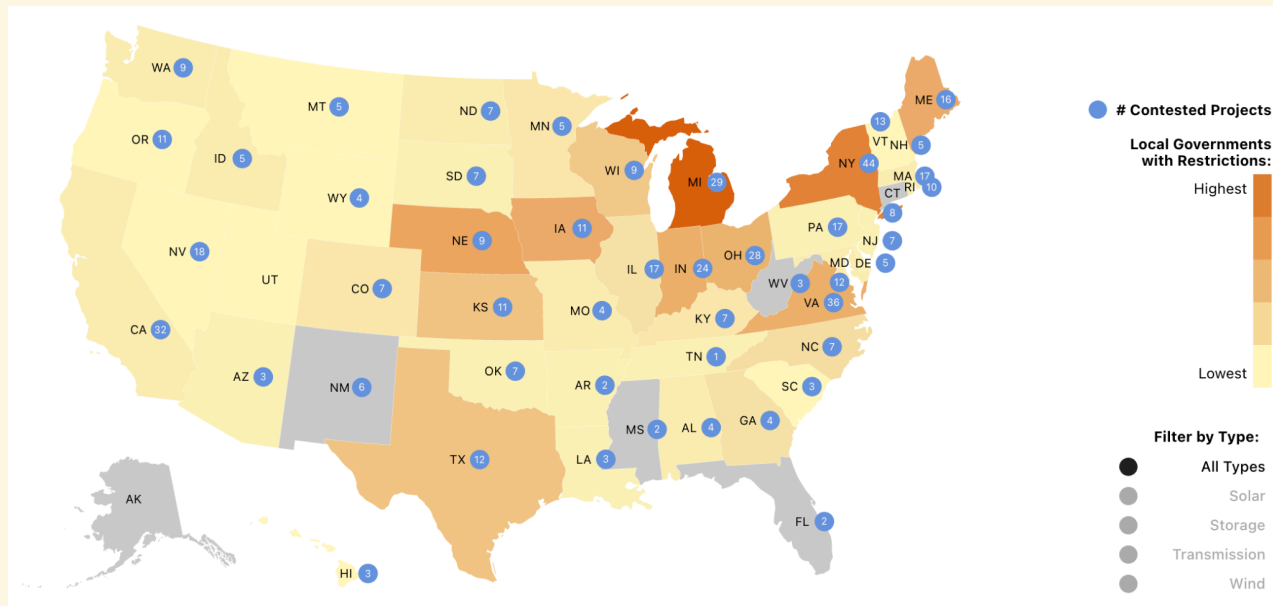 WA 9
MT 5
ND 7
MN 5
ME 16
OR 11
ID 5
SD 7
WI 9
MI 29
NY 44
13
VT
NH 5
MA 17
RI 10
CT
8
WY 4
NE 9
IA 11
PA 17
NJ 7
NV 18
UT
CO 7
IL 17
IN 24
OH 28
WV 3
MD 12
DE 5
VA 36
CA 32
KS 11
MO 4
KY 7
NC 7
AZ 3
NM 6
OK 7
AR 2
TN 1
SC 3
TX 12
LA 3
MS 2
AL 4
GA 4
AK
HI 3
FL 2
# Contested Projects
Local Governments
with Restrictions:
Highest
Lowest
Filter by Type:
All Types
Solar
Storage
Transmission
Wind